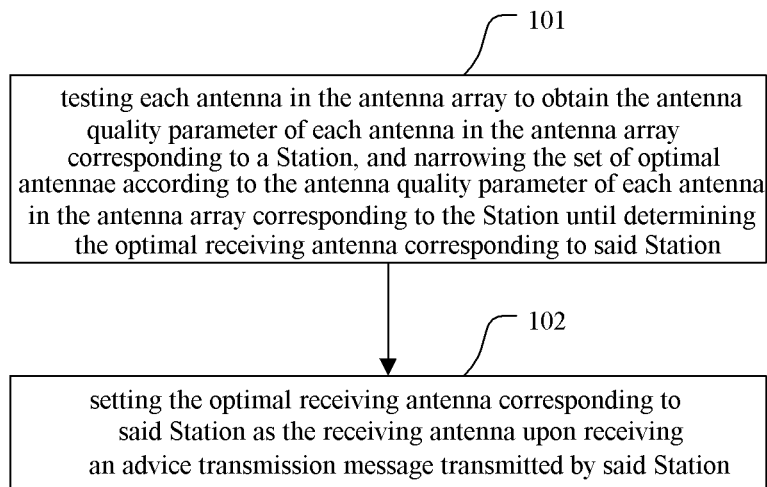 101
testing each antenna in the antenna array to obtain the antenna
quality parameter of each antenna in the antenna array
corresponding to a Station, and narrowing the set of optimal
antennae according to the antenna quality parameter of each antenna
in the antenna array corresponding to the Station until determining
the optimal receiving antenna corresponding to said Station
102
setting the optimal receiving antenna corresponding to
said Station as the receiving antenna upon receiving
an advice transmission message transmitted by said Station